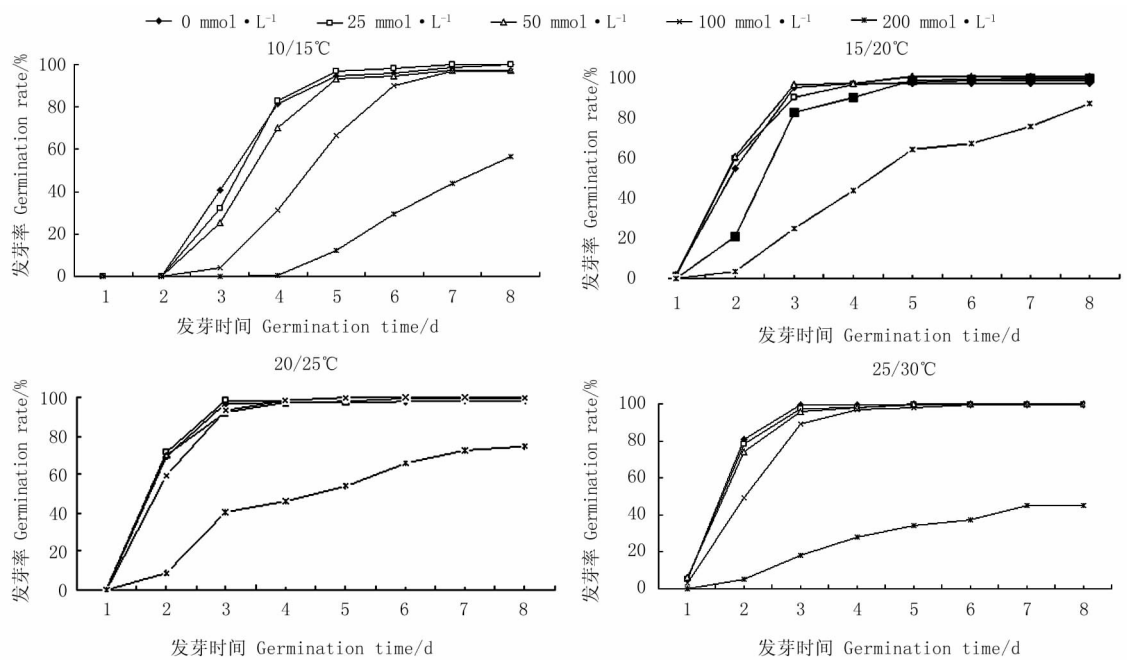 0 mmol·L⁻¹ 25 mmol·L⁻¹ 50 mmol·L⁻¹ 100 mmol·L⁻¹ 200 mmol·L⁻¹
10/15℃
发芽率 Germination rate/%
100
80
60
40
20
0
1 2 3 4 5 6 7 8
发芽时间 Germination time/d
15/20℃
发芽率 Germination rate/%
100
80
60
40
20
0
1 2 3 4 5 6 7 8
发芽时间 Germination time/d
20/25℃
发芽率 Germination rate/%
100
80
60
40
20
0
1 2 3 4 5 6 7 8
发芽时间 Germination time/d
25/30℃
发芽率 Germination rate/%
100
80
60
40
20
0
1 2 3 4 5 6 7 8
发芽时间 Germination time/d